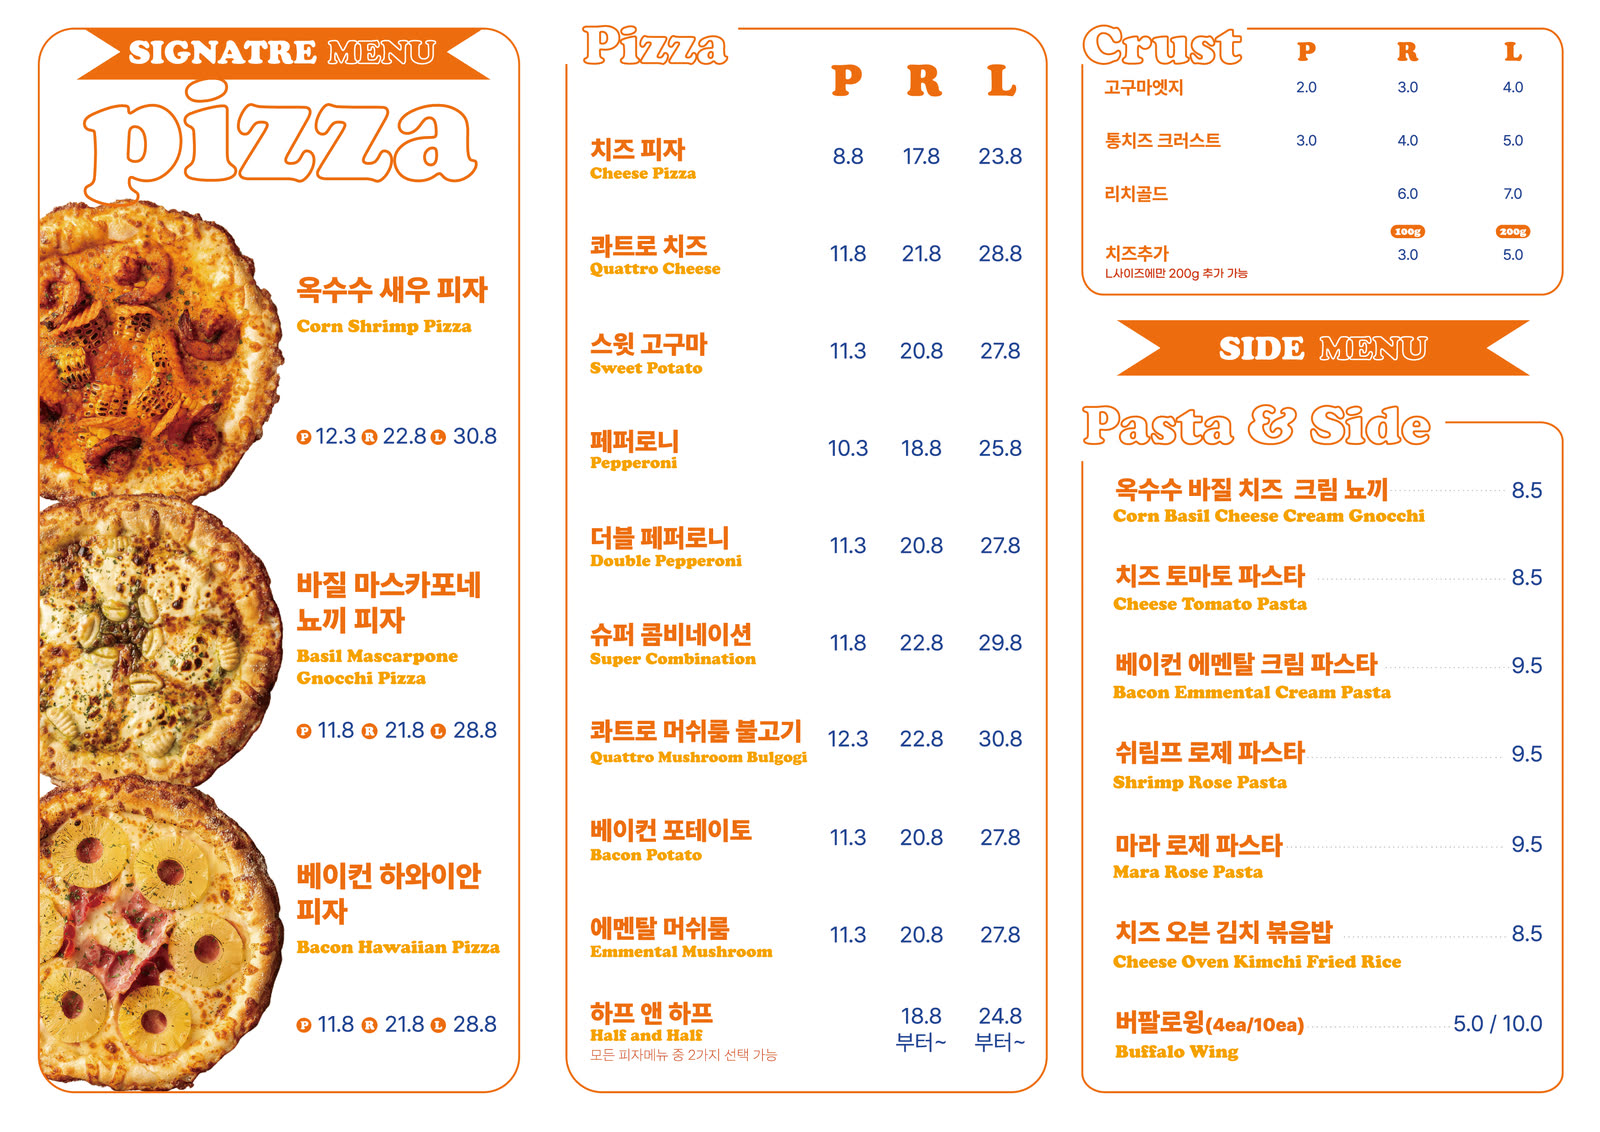 SIGNATRE MENU
pizza
옥수수 새우 피자
Corn Shrimp Pizza
P 12.3 R 22.8 L 30.8
바질 마스카포네
뇨끼 피자
Basil Mascarpone
Gnocchi Pizza
P 11.8 R 21.8 L 28.8
베이컨 하와이안
피자
Bacon Hawaiian Pizza
P 11.8 R 21.8 L 28.8
Pizza
P R L
치즈 피자 8.8 17.8 23.8
Cheese Pizza
콰트로 치즈 11.8 21.8 28.8
Quattro Cheese
스윗 고구마 11.3 20.8 27.8
Sweet Potato
페퍼로니 10.3 18.8 25.8
Pepperoni
더블 페퍼로니 11.3 20.8 27.8
Double Pepperoni
슈퍼 콤비네이션 11.8 22.8 29.8
Super Combination
콰트로 머쉬룸 불고기 12.3 22.8 30.8
Quattro Mushroom Bulgogi
베이컨 포테이토 11.3 20.8 27.8
Bacon Potato
에멘탈 머쉬룸 11.3 20.8 27.8
Emmental Mushroom
하프 앤 하프 18.8 24.8
Half and Half 부터~ 부터~
모든 피자메뉴 중 2가지 선택 가능
Crust P R L
고구마엣지 2.0 3.0 4.0
통치즈 크러스트 3.0 4.0 5.0
리치골드 6.0 7.0
100g 200g
치즈추가 3.0 5.0
L사이즈에만 200g 추가 가능
SIDE MENU
Pasta & Side
옥수수 바질 치즈 크림 뇨끼 8.5
Corn Basil Cheese Cream Gnocchi
치즈 토마토 파스타 8.5
Cheese Tomato Pasta
베이컨 에멘탈 크림 파스타 9.5
Bacon Emmental Cream Pasta
쉬림프 로제 파스타 9.5
Shrimp Rose Pasta
마라 로제 파스타 9.5
Mara Rose Pasta
치즈 오븐 김치 볶음밥 8.5
Cheese Oven Kimchi Fried Rice
버팔로윙(4ea/10ea) 5.0 / 10.0
Buffalo Wing